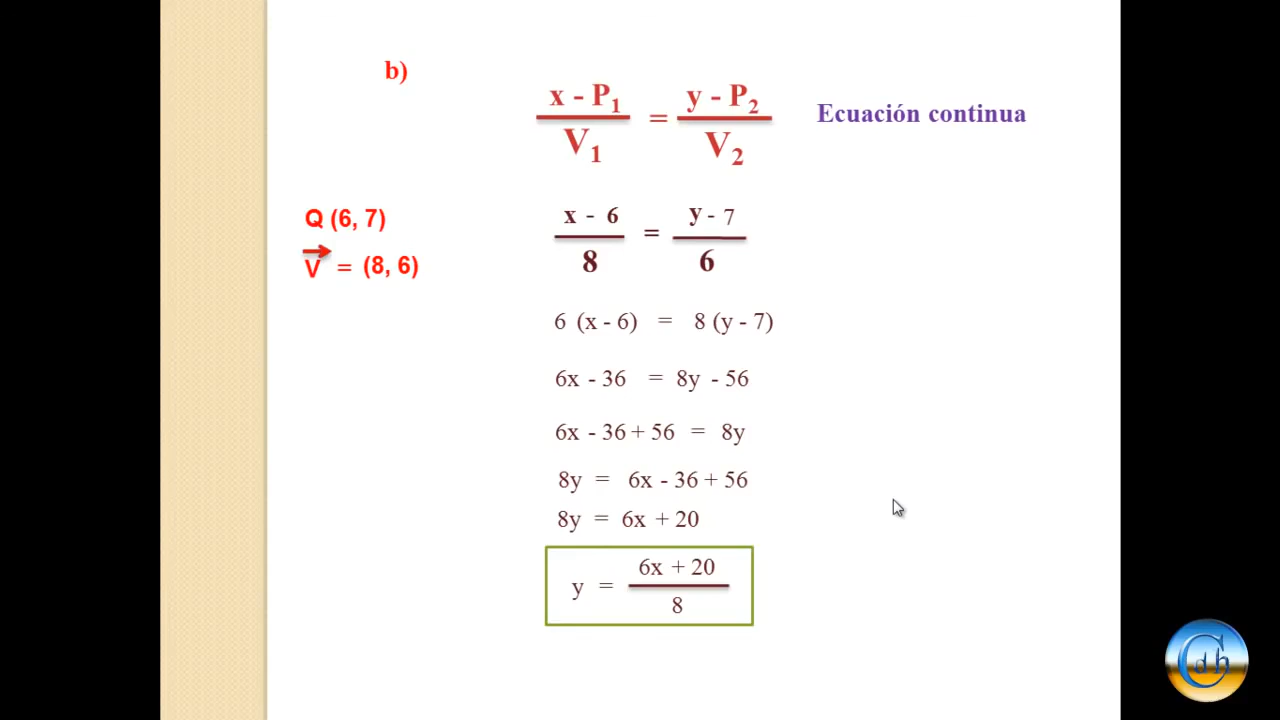 b)
x - P₁ / V₁ = y - P₂ / V₂ Ecuación continua
Q (6, 7)
V = (8, 6)
x - 6 / 8 = y - 7 / 6
6 (x - 6) = 8 (y - 7)
6x - 36 = 8y - 56
6x - 36 + 56 = 8y
8y = 6x - 36 + 56
8y = 6x + 20
y = 6x + 20 / 8
C d h